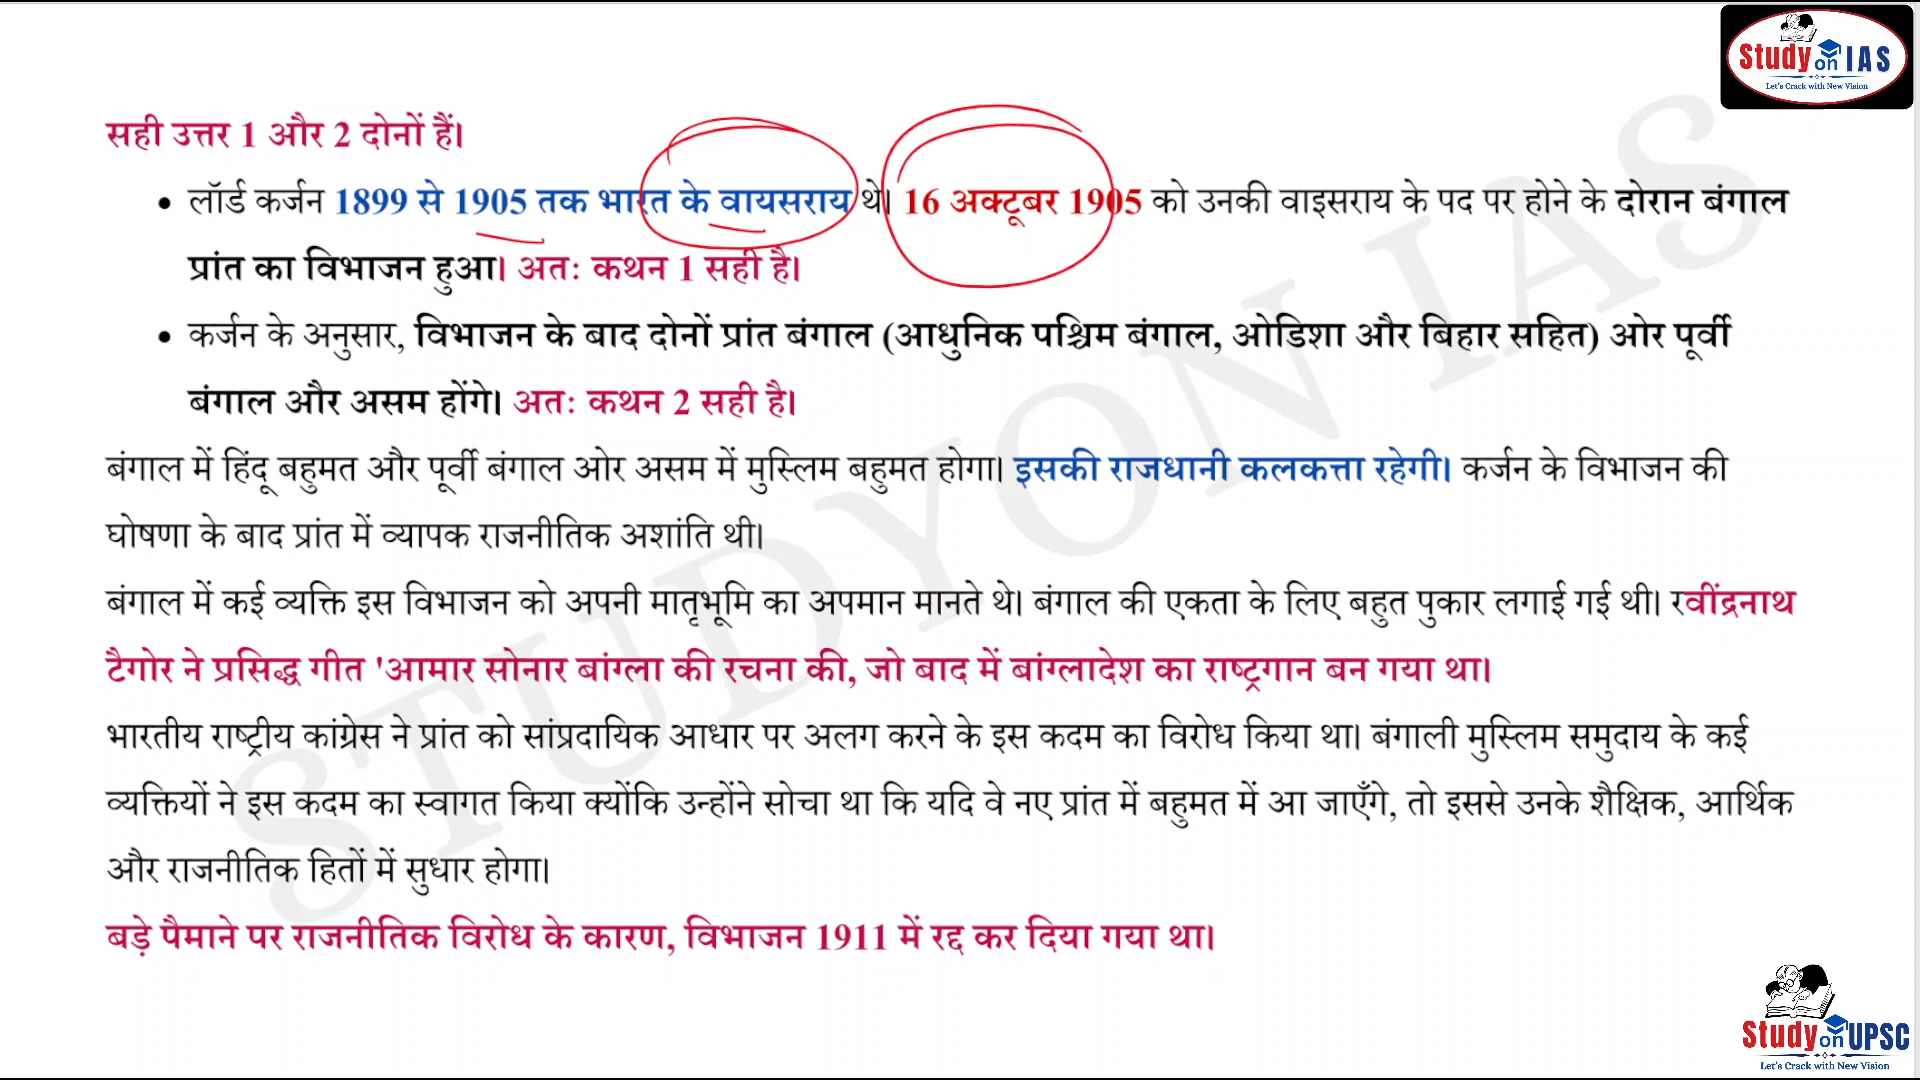 Study on IAS
Let's Crack with New Vision
सही उत्तर 1 और 2 दोनों हैं।
• लॉर्ड कर्जन 1899 से 1905 तक भारत के वायसराय थे। 16 अक्टूबर 1905 को उनकी वाइसराय के पद पर होने के दोरान बंगाल
प्रांत का विभाजन हुआ। अतः कथन 1 सही है।
• कर्जन के अनुसार, विभाजन के बाद दोनों प्रांत बंगाल (आधुनिक पश्चिम बंगाल, ओडिशा और बिहार सहित) ओर पूर्वी
बंगाल और असम होंगे। अतः कथन 2 सही है।
बंगाल में हिंदू बहुमत और पूर्वी बंगाल ओर असम में मुस्लिम बहुमत होगा। इसकी राजधानी कलकत्ता रहेगी। कर्जन के विभाजन की
घोषणा के बाद प्रांत में व्यापक राजनीतिक अशांति थी।
बंगाल में कई व्यक्ति इस विभाजन को अपनी मातृभूमि का अपमान मानते थे। बंगाल की एकता के लिए बहुत पुकार लगाई गई थी। रवींद्रनाथ
टैगोर ने प्रसिद्ध गीत 'आमार सोनार बांग्ला की रचना की, जो बाद में बांग्लादेश का राष्ट्रगान बन गया था।
भारतीय राष्ट्रीय कांग्रेस ने प्रांत को सांप्रदायिक आधार पर अलग करने के इस कदम का विरोध किया था। बंगाली मुस्लिम समुदाय के कई
व्यक्तियों ने इस कदम का स्वागत किया क्योंकि उन्होंने सोचा था कि यदि वे नए प्रांत में बहुमत में आ जाएँगे, तो इससे उनके शैक्षिक, आर्थिक
और राजनीतिक हितों में सुधार होगा।
बड़े पैमाने पर राजनीतिक विरोध के कारण, विभाजन 1911 में रद्द कर दिया गया था।
STUDY ON IAS
Study on UPSC
Let's Crack with New Vision